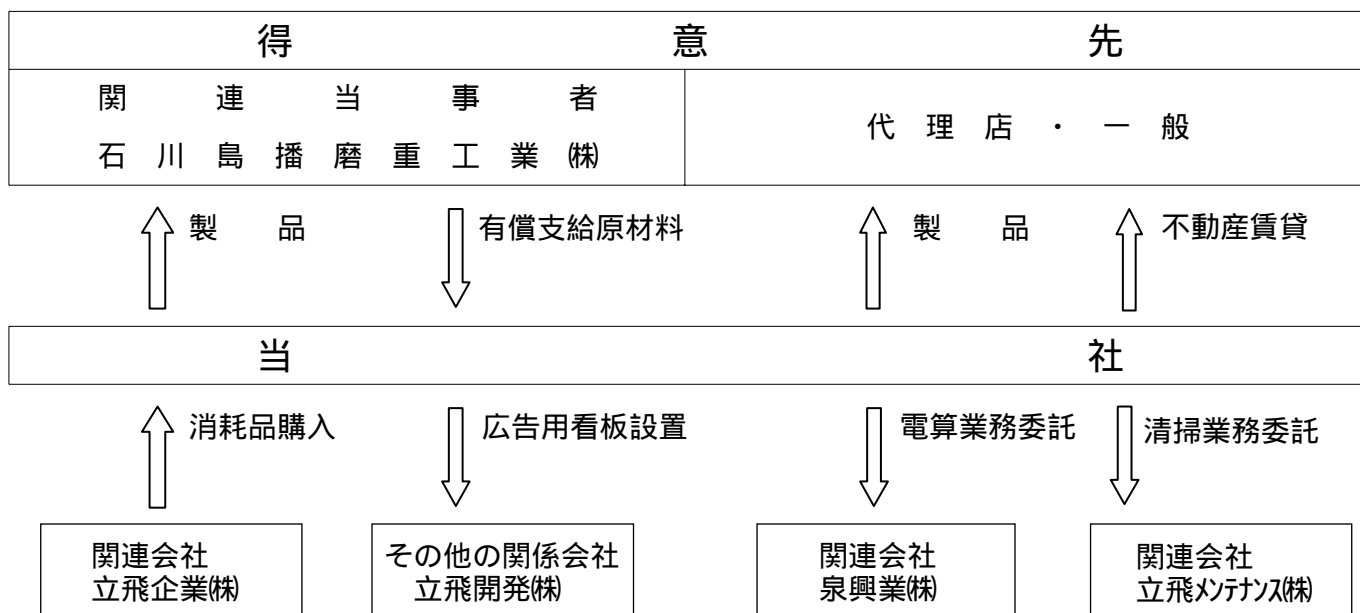 得意先
関連当事者
石川島播磨重工業㈱
代理店・一般
製品
有償支給原材料
製品
不動産賃貸
当社
消耗品購入
広告用看板設置
電算業務委託
清掃業務委託
関連会社
立飛企業㈱
その他の関係会社
立飛開発㈱
関連会社
泉興業㈱
関連会社
立飛ﾒﾝﾃﾅﾝｽ㈱